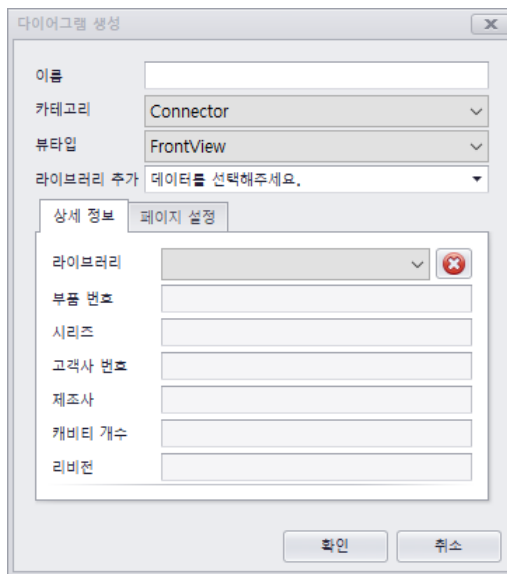 다이어그램 생성
이름
카테고리 Connector
뷰타입 FrontView
라이브러리 추가 데이터를 선택해주세요.
상세 정보 페이지 설정
라이브러리
부품 번호
시리즈
고객사 번호
제조사
캐비티 개수
리비전
확인 취소